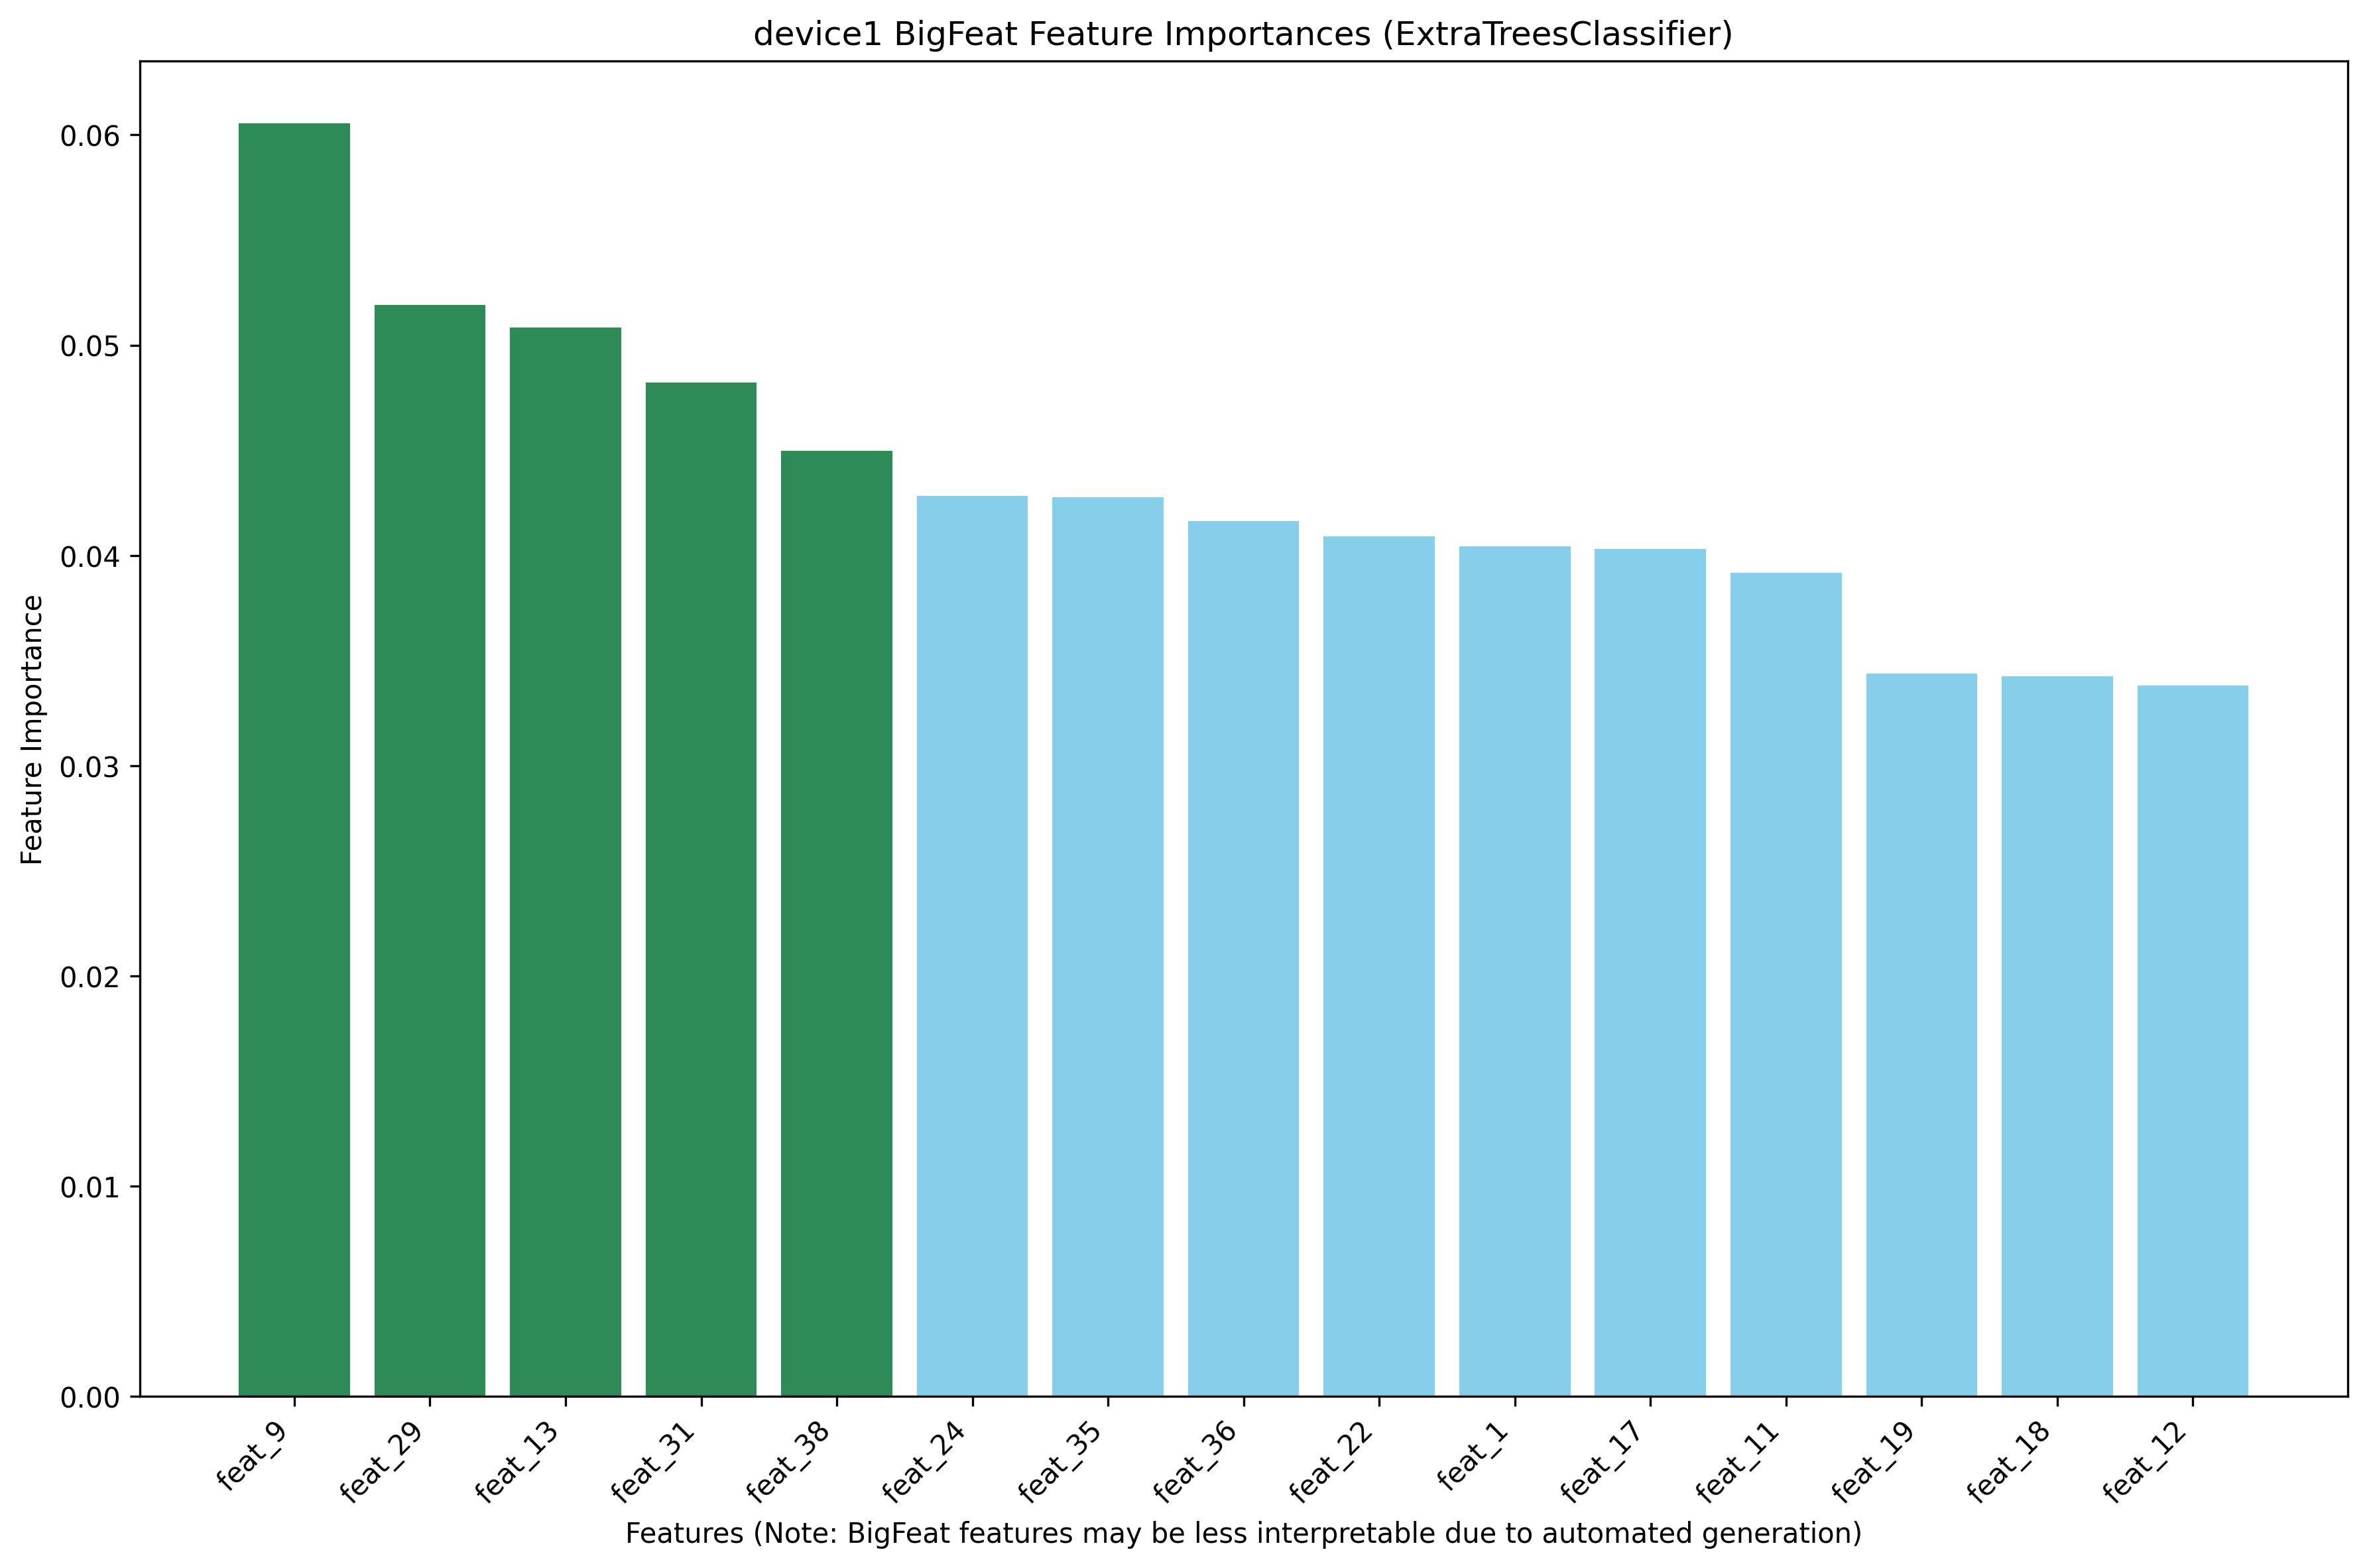 device1 BigFeat Feature Importances (ExtraTreesClassifier)
Feature Importance
0.06
0.05
0.04
0.03
0.02
0.01
0.00
feat_9
feat_29
feat_13
feat_31
feat_38
feat_24
feat_35
feat_36
feat_22
feat_1
feat_17
feat_11
feat_19
feat_18
feat_12
Features (Note: BigFeat features may be less interpretable due to automated generation)